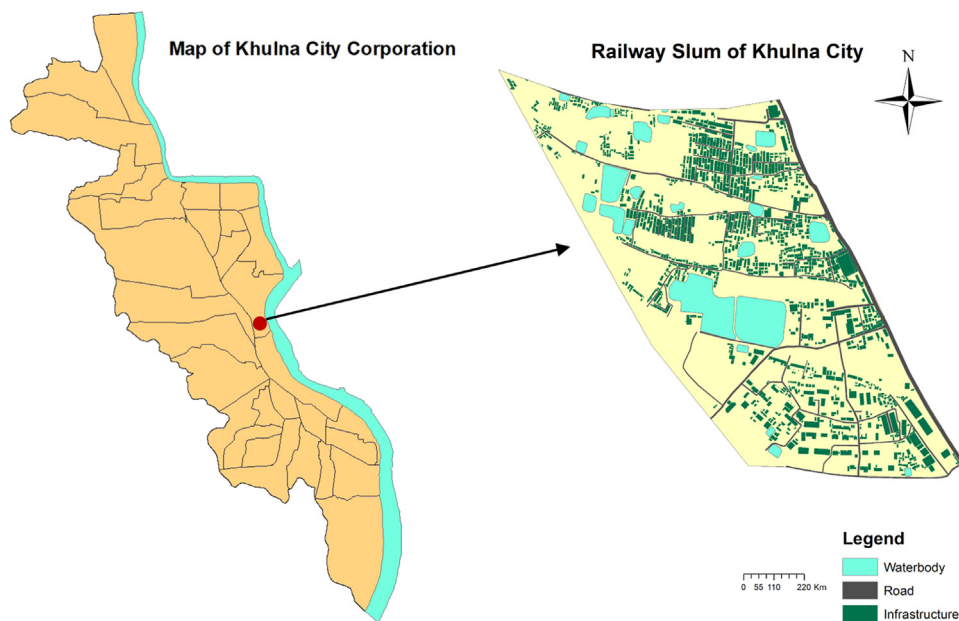 Map of Khulna City Corporation
Railway Slum of Khulna City
N
Legend
Waterbody
Road
Infrastructure
0 55 110 220 Km